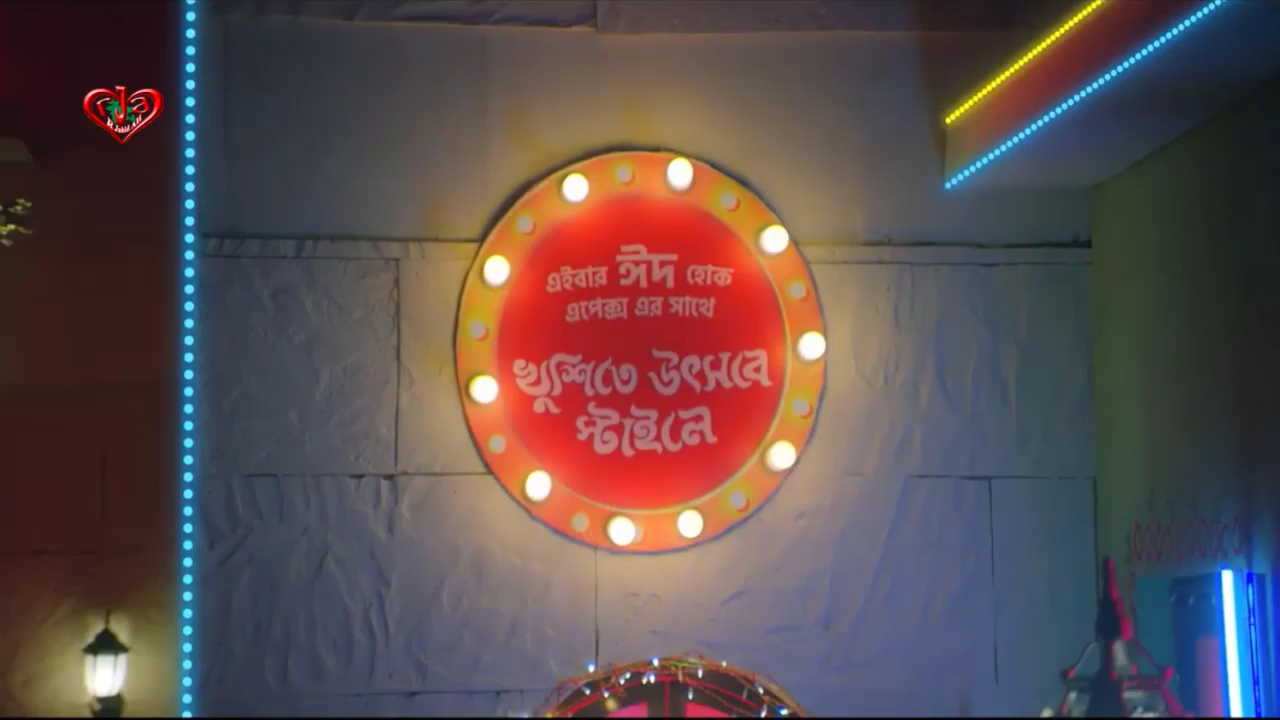 এইবার ঈদ হোক
এপেক্স এর সাথে
খুশিতে উৎসবে
স্টাইলে